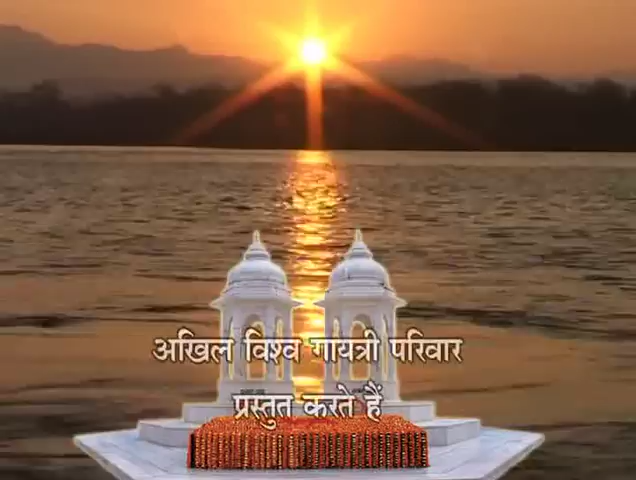 अखिल विश्व गायत्री परिवार
प्रस्तुत करते हैं